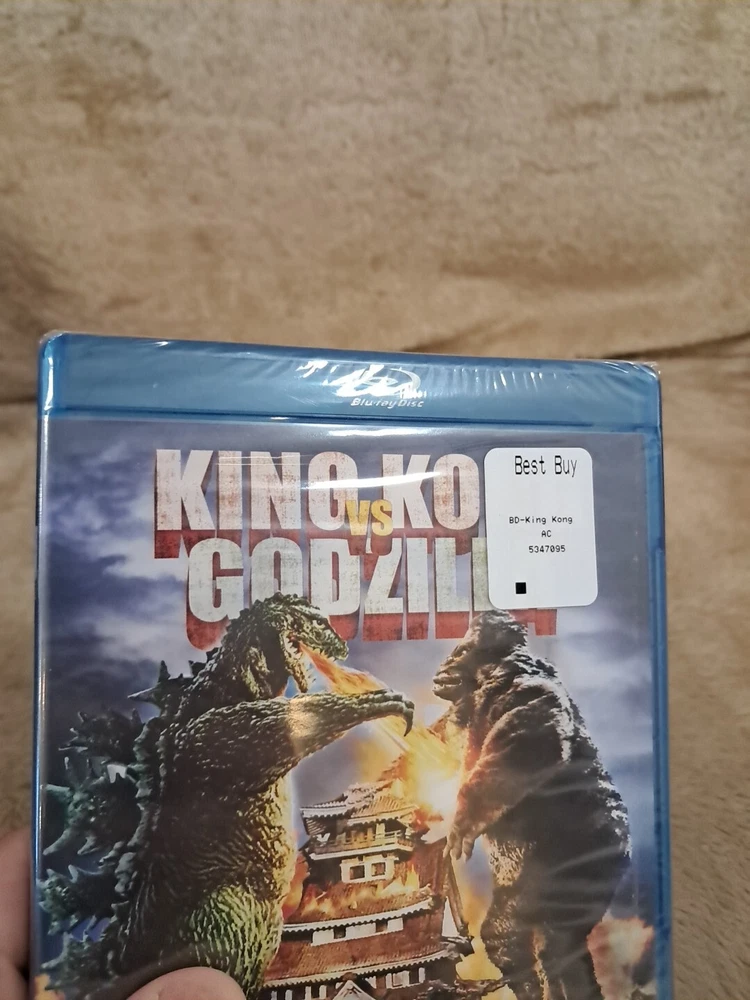 Blu-ray Disc
KING KO
VS
GODZILL
Best Buy
BD-King Kong
AC
5347095